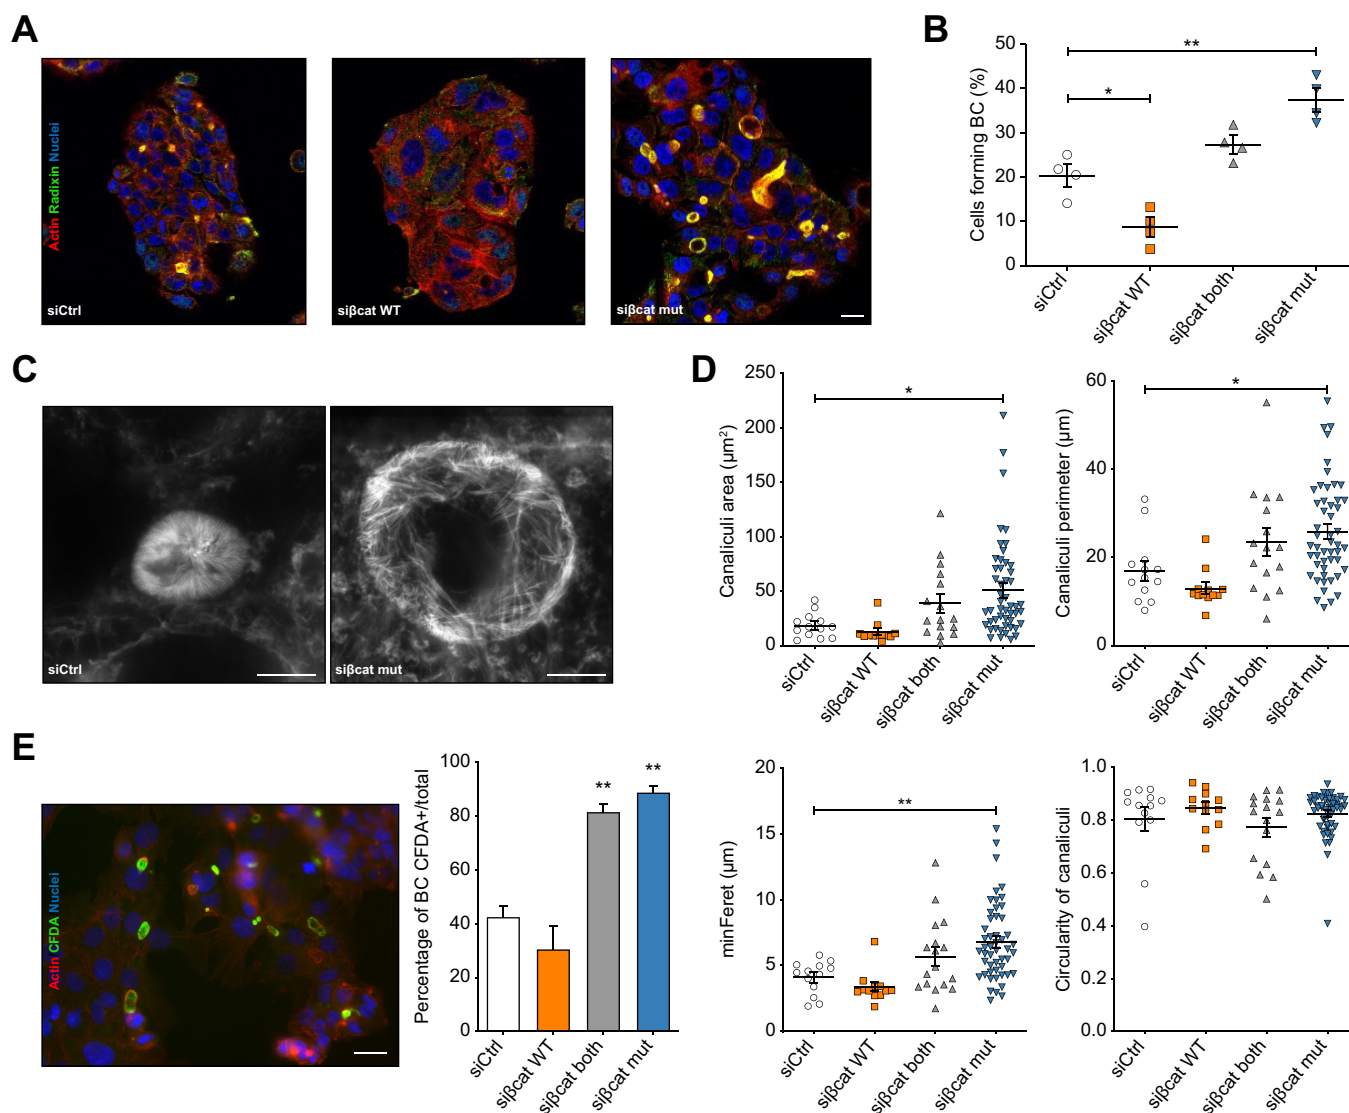 A
Actin Radixin Nuclei
siCtrl
siβcat WT
siβcat mut
B
Cells forming BC (%)
50
40
30
20
10
0
**
*
siCtrl
siβcat WT
siβcat both
siβcat mut
C
siCtrl
siβcat mut
D
Canaliculi area (µm²)
250
200
150
100
50
0
*
siCtrl
siβcat WT
siβcat both
siβcat mut
Canaliculi perimeter (µm)
60
40
20
0
*
siCtrl
siβcat WT
siβcat both
siβcat mut
E
Actin CFDA Nuclei
Percentage of BC CFDA+/total
100
80
60
40
20
0
**
**
siCtrl
siβcat WT
siβcat both
siβcat mut
minFeret (µm)
20
15
10
5
0
**
siCtrl
siβcat WT
siβcat both
siβcat mut
Circularity of canaliculi
1.0
0.8
0.6
0.4
0.2
0.0
siCtrl
siβcat WT
siβcat both
siβcat mut